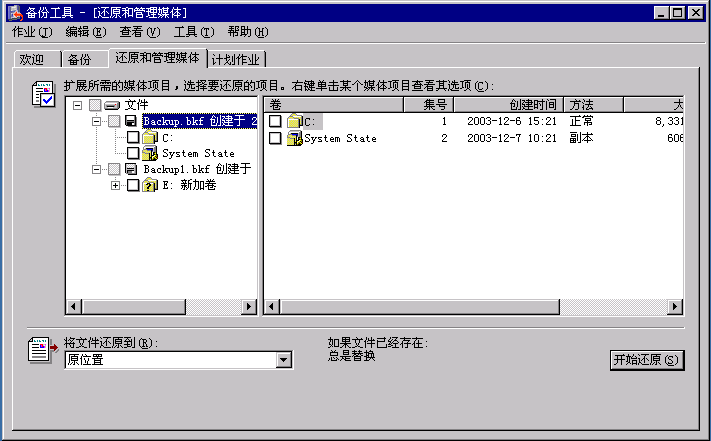 备份工具 - [还原和管理媒体]
作业(J) 编辑(E) 查看(V) 工具(T) 帮助(H)
欢迎 备份 还原和管理媒体 计划作业
扩展所需的媒体项目，选择要还原的项目。右键单击某个媒体项目查看其选项(C):
文件
Backup.bkf 创建于 2
C:
System State
Backup1.bkf 创建于
E: 新加卷
卷 集号 创建时间 方法 大
C: 1 2003-12-6 15:21 正常 8,331
System State 2 2003-12-7 10:21 副本 606
将文件还原到(R):
原位置
如果文件已经存在:
总是替换
开始还原(S)